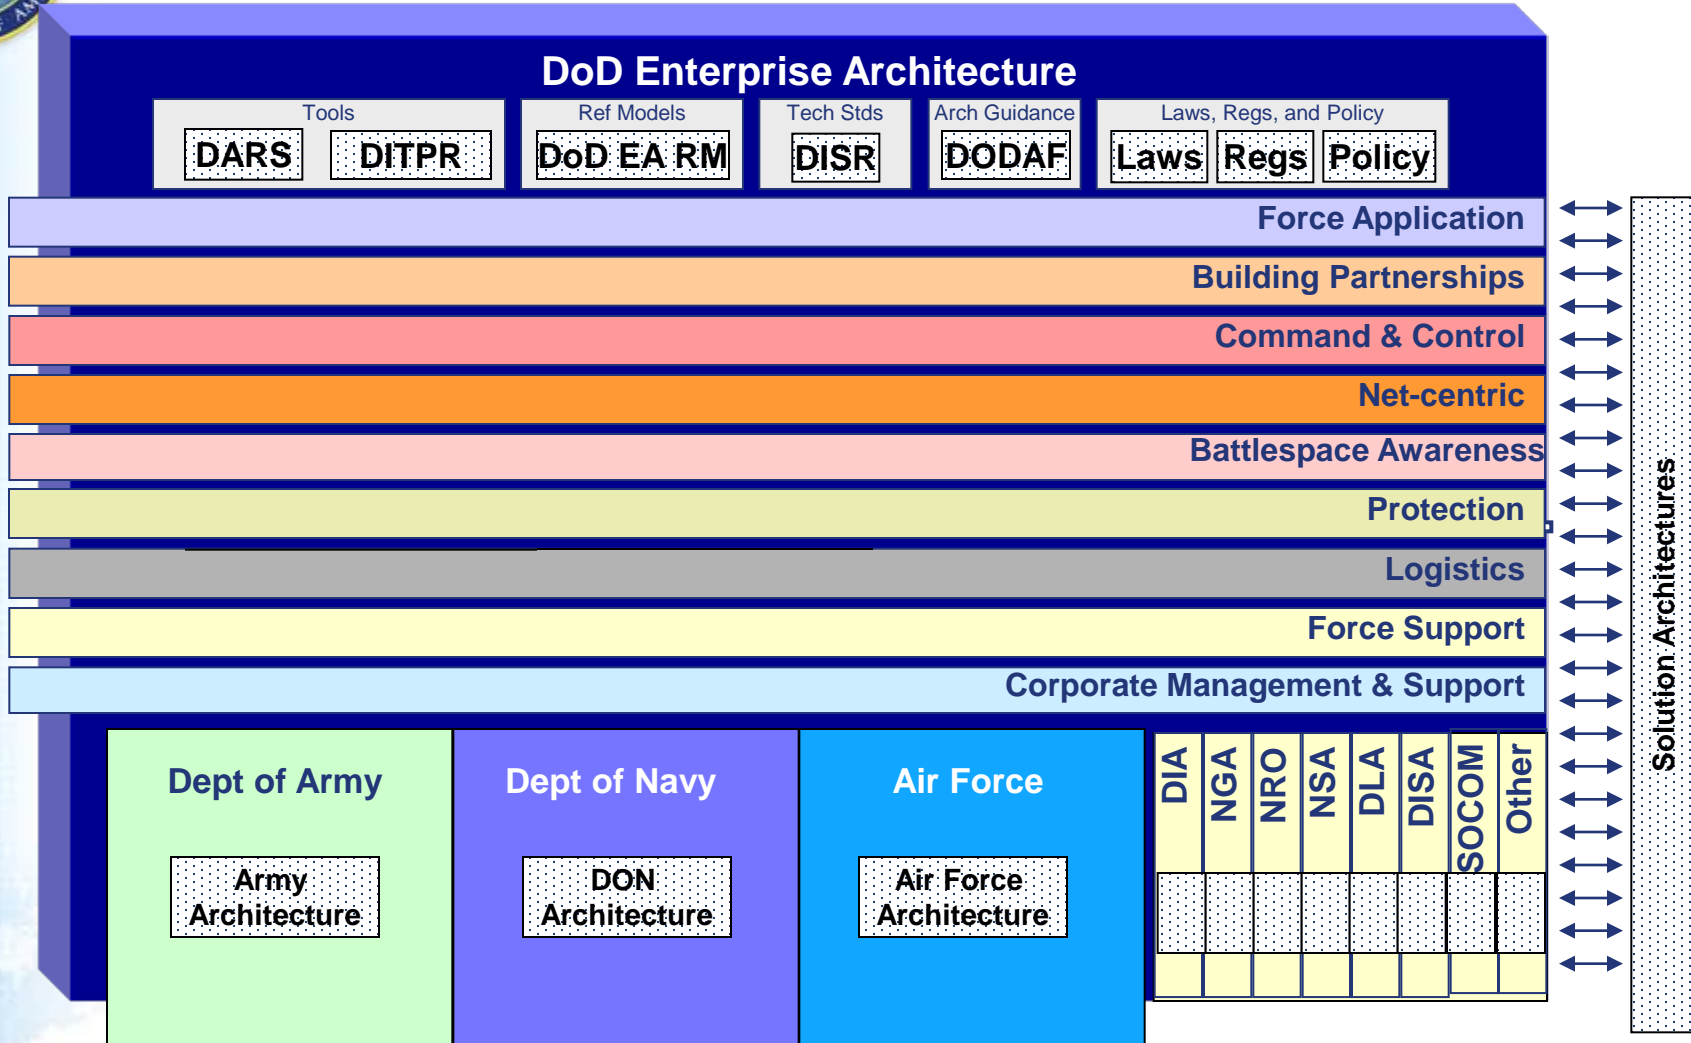 DoD Enterprise Architecture
Tools
DARS
DITPR
Ref Models
DoD EA RM
Tech Stds
DISR
Arch Guidance
DODAF
Laws, Regs, and Policy
Laws
Regs
Policy
Force Application
Building Partnerships
Command & Control
Net-centric
Battlespace Awareness
Protection
Logistics
Force Support
Corporate Management & Support
Dept of Army
Army
Architecture
Dept of Navy
DON
Architecture
Air Force
Air Force
Architecture
DIA
NGA
NRO
NSA
DLA
DISA
SOCOM
Other
Solution Architectures